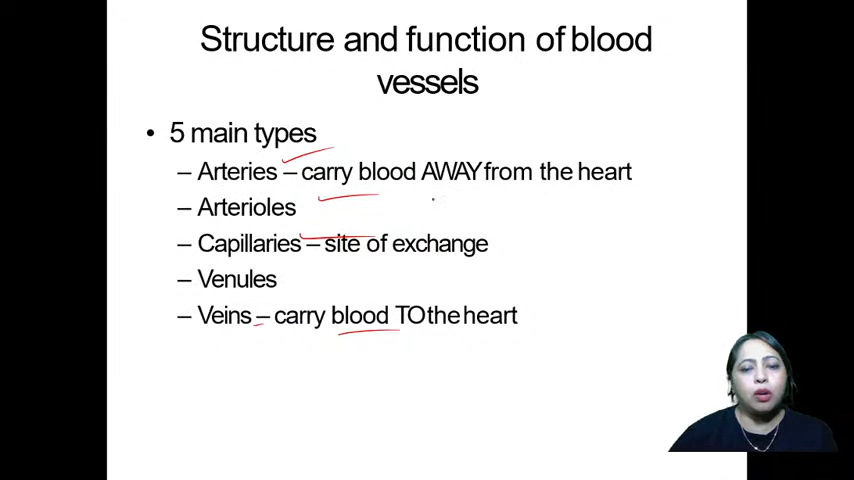 Structure and function of blood
vessels
• 5 main types
– Arteries – carry blood AWAY from the heart
– Arterioles
– Capillaries – site of exchange
– Venules
– Veins – carry blood TO the heart